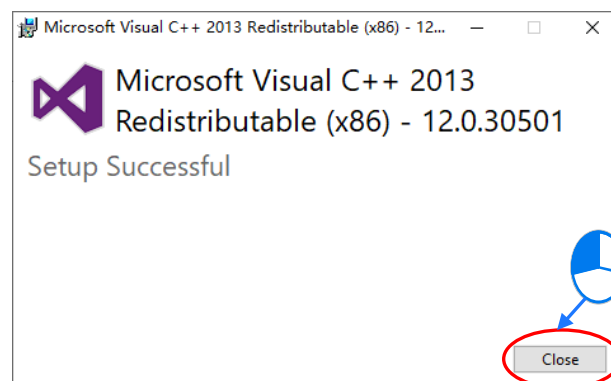 Microsoft Visual C++ 2013 Redistributable (x86) - 12...
Microsoft Visual C++ 2013
Redistributable (x86) - 12.0.30501
Setup Successful
Close